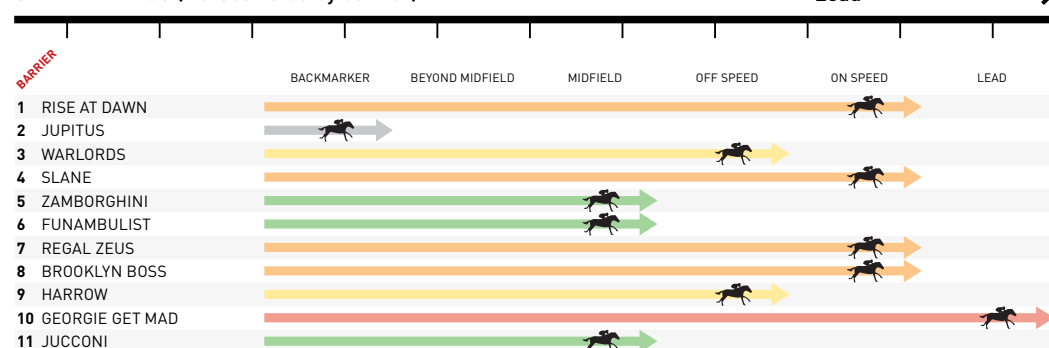 BARRIER
BACKMARKER BEYOND MIDFIELD MIDFIELD OFF SPEED ON SPEED LEAD
1 RISE AT DAWN
2 JUPITUS
3 WARLORDS
4 SLANE
5 ZAMBORGHINI
6 FUNAMBULIST
7 REGAL ZEUS
8 BROOKLYN BOSS
9 HARROW
10 GEORGIE GET MAD
11 JUCCONI